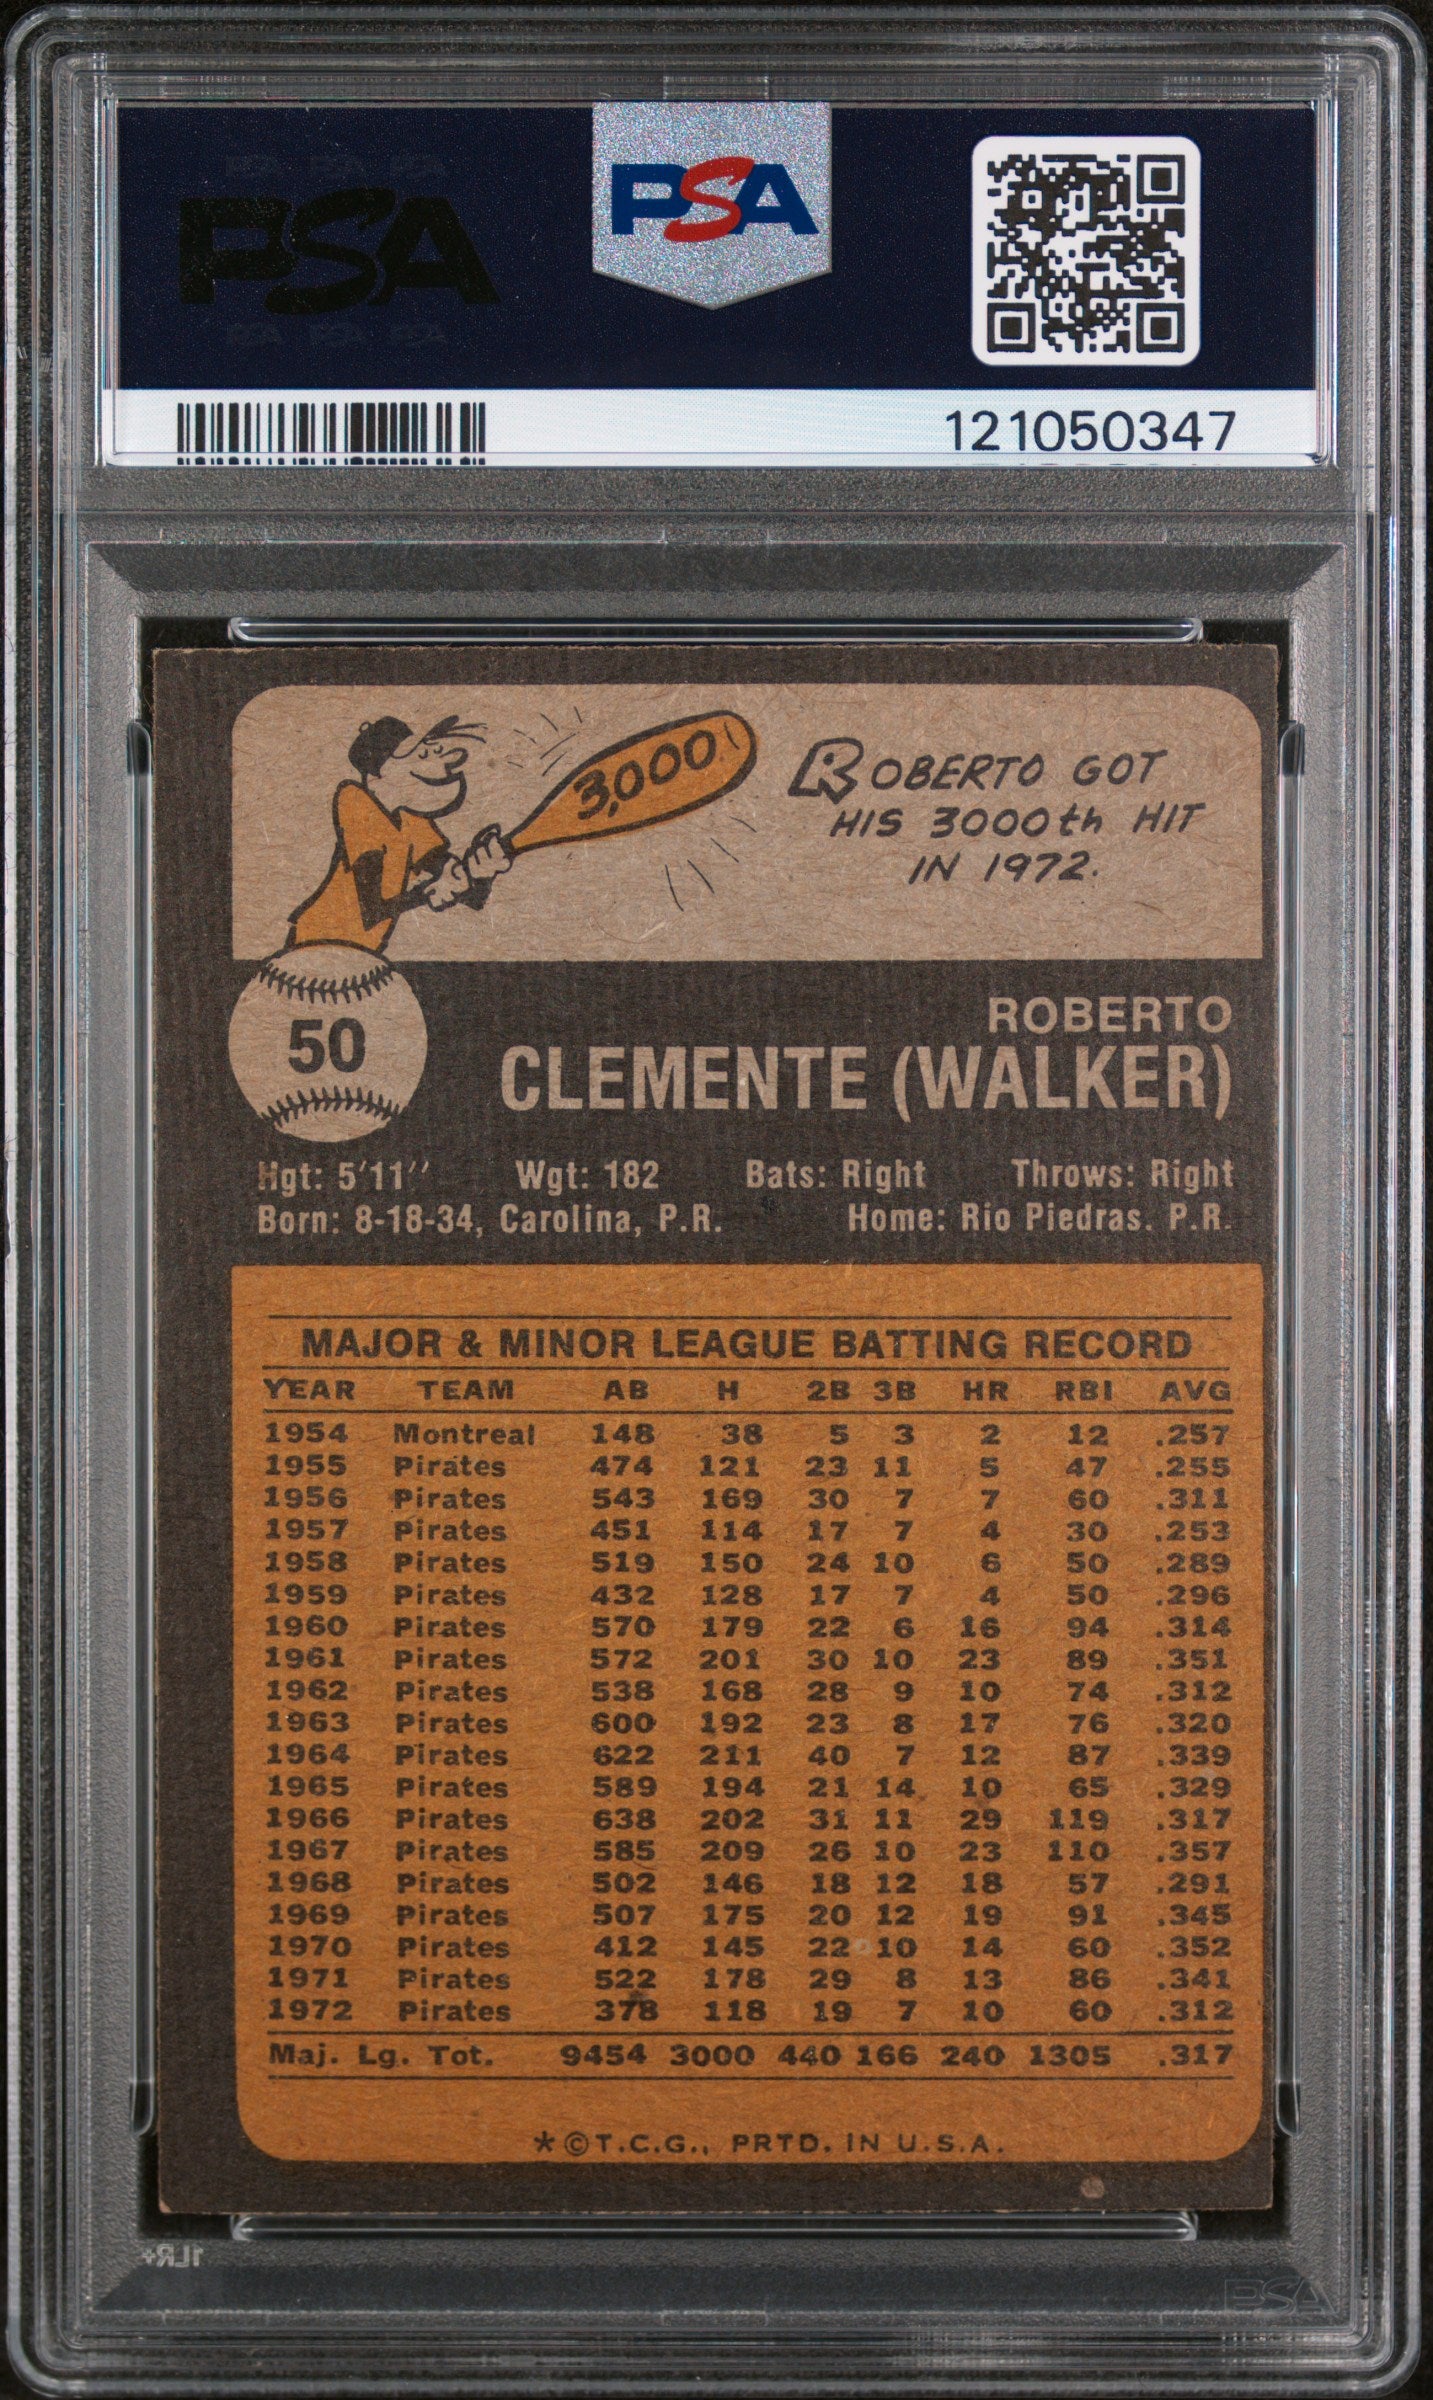 PSA
PSA
121050347
3,000
ROBERTO GOT
HIS 3000th HIT
IN 1972.
50
ROBERTO
CLEMENTE (WALKER)
Hgt: 5'11" Wgt: 182 Bats: Right Throws: Right
Born: 8-18-34, Carolina, P.R. Home: Rio Piedras. P.R.
MAJOR & MINOR LEAGUE BATTING RECORD
YEAR TEAM AB H 2B 3B HR RBI AVG
1954 Montreal 148 38 5 3 2 12 .257
1955 Pirates 474 121 23 11 5 47 .255
1956 Pirates 543 169 30 7 7 60 .311
1957 Pirates 451 114 17 7 4 30 .253
1958 Pirates 519 150 24 10 6 50 .289
1959 Pirates 432 128 17 7 4 50 .296
1960 Pirates 570 179 22 6 16 94 .314
1961 Pirates 572 201 30 10 23 89 .351
1962 Pirates 538 168 28 9 10 74 .312
1963 Pirates 600 192 23 8 17 76 .320
1964 Pirates 622 211 40 7 12 87 .339
1965 Pirates 589 194 21 14 10 65 .329
1966 Pirates 638 202 31 11 29 119 .317
1967 Pirates 585 209 26 10 23 110 .357
1968 Pirates 502 146 18 12 18 57 .291
1969 Pirates 507 175 20 12 19 91 .345
1970 Pirates 412 145 22 10 14 60 .352
1971 Pirates 522 178 29 8 13 86 .341
1972 Pirates 378 118 19 7 10 60 .312
Maj. Lg. Tot. 9454 3000 440 166 240 1305 .317
*©T.C.G., PRTD. IN U.S.A.
1LR+
PSA